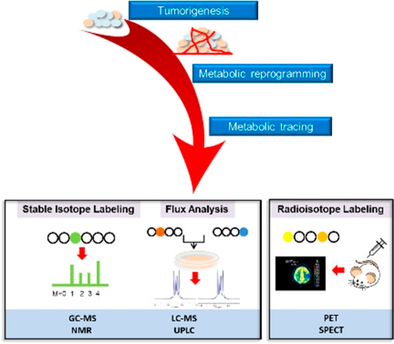 Tumorigenesis
Metabolic reprogramming
Metabolic tracing
Stable Isotope Labeling
Flux Analysis
Radioisotope Labeling
M+0 1 2 3 4
GC-MS
NMR
LC-MS
UPLC
PET
SPECT